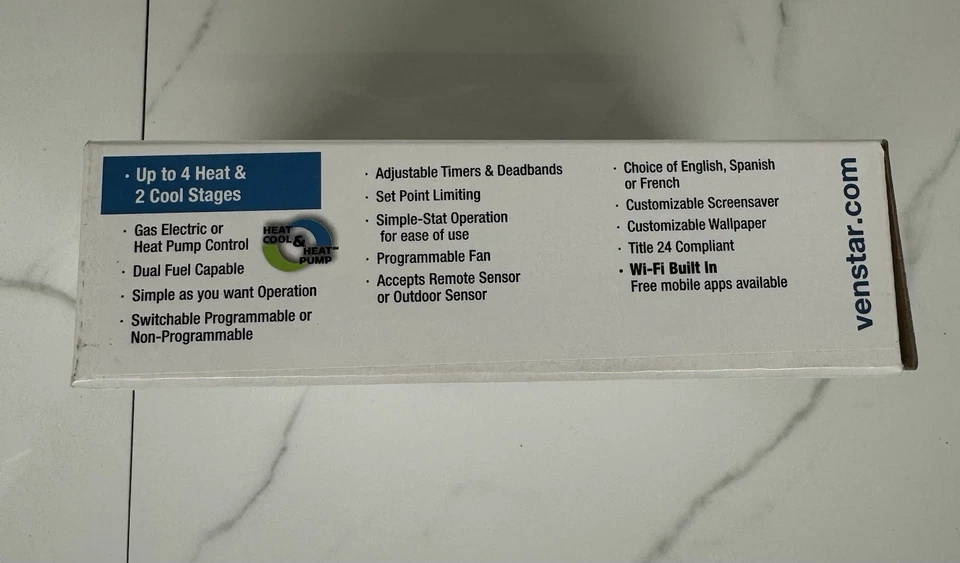 · Up to 4 Heat &
2 Cool Stages
· Gas Electric or
Heat Pump Control
· Dual Fuel Capable
· Simple as you want Operation
· Switchable Programmable or
Non-Programmable
HEAT
COOL &
HEAT™
PUMP
· Adjustable Timers & Deadbands
· Set Point Limiting
· Simple-Stat Operation
for ease of use
· Programmable Fan
· Accepts Remote Sensor
or Outdoor Sensor
· Choice of English, Spanish
or French
· Customizable Screensaver
· Customizable Wallpaper
· Title 24 Compliant
· Wi-Fi Built In
Free mobile apps available
venstar.com